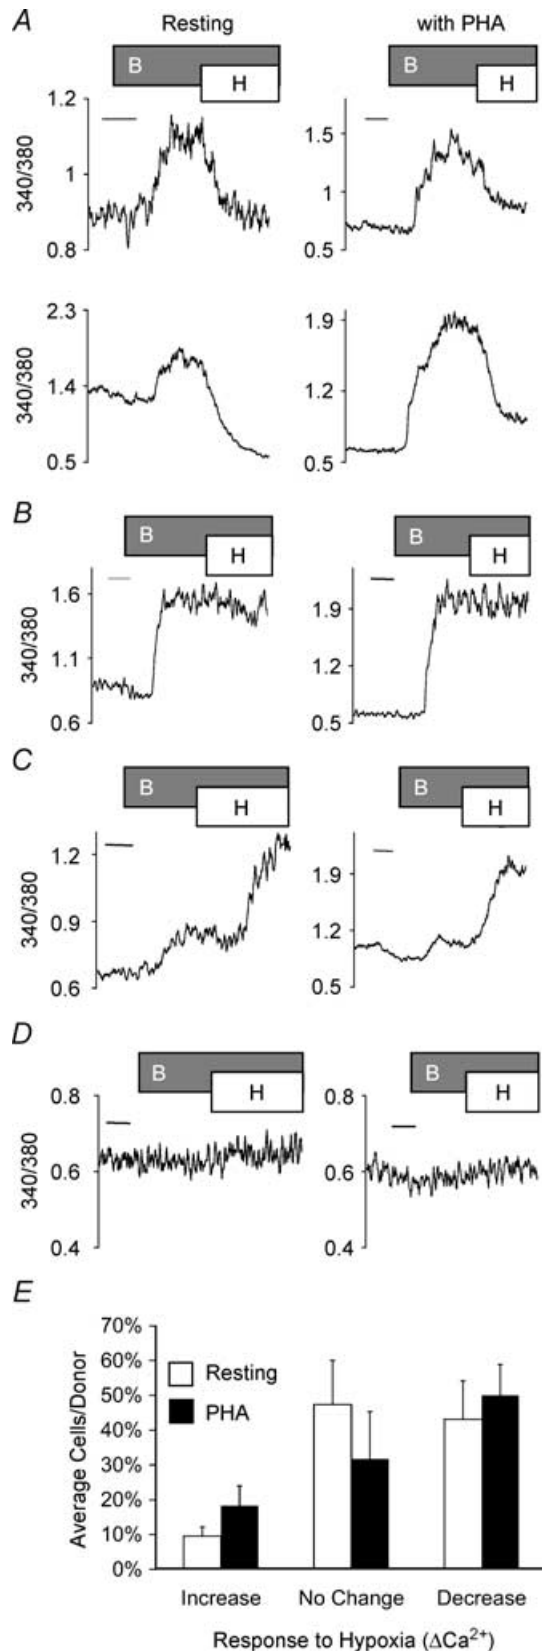 A
Resting
with PHA
B
H
B
H
340/380
1.2
1
0.8
1.5
1
0.5
340/380
2.3
1.4
0.5
1.9
1.2
0.5
B
B
H
B
H
340/380
1.6
1.1
0.6
1.9
1.2
0.5
C
B
H
B
H
340/380
1.2
0.9
0.6
1.9
1.2
0.5
D
B
H
B
H
340/380
0.8
0.6
0.4
0.8
0.6
0.4
E
Average Cells/Donor
70%
60%
50%
40%
30%
20%
10%
0%
Resting
PHA
Increase No Change Decrease
Response to Hypoxia (ΔCa²⁺)